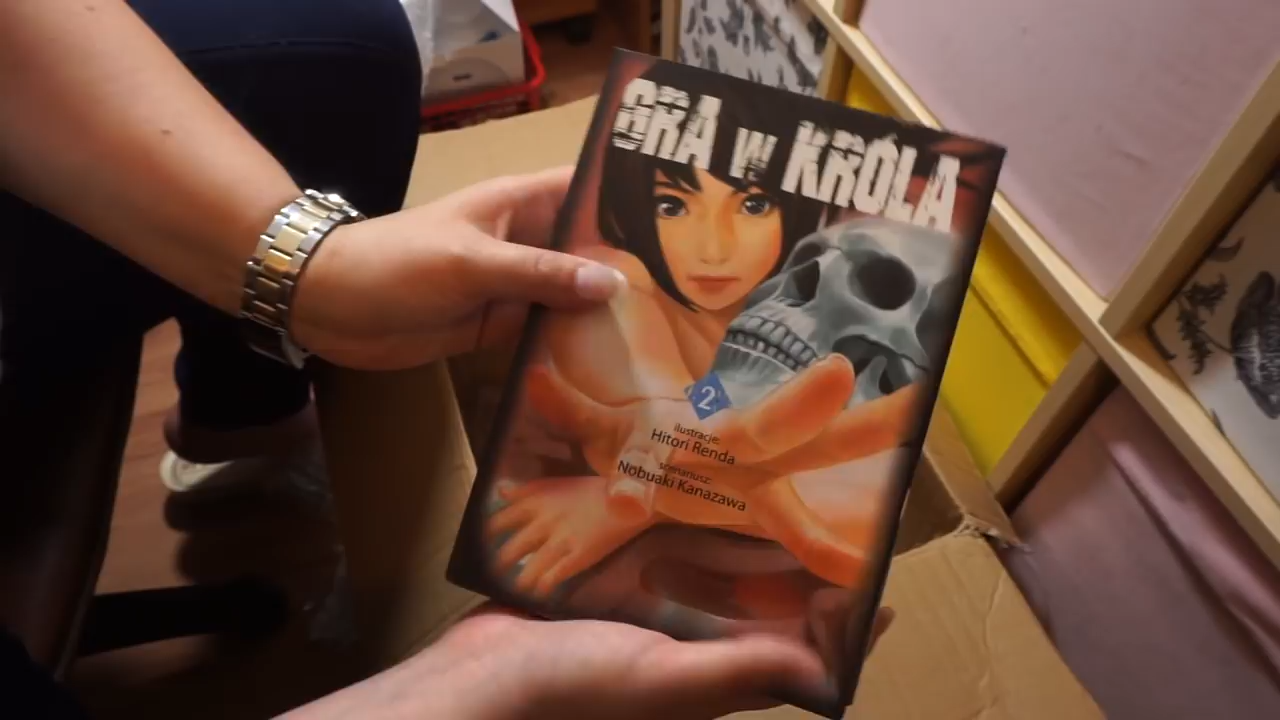 GRA W KRÓLA
2
ilustracje:
Hitori Renda
scenariusz:
Nobuaki Kanazawa